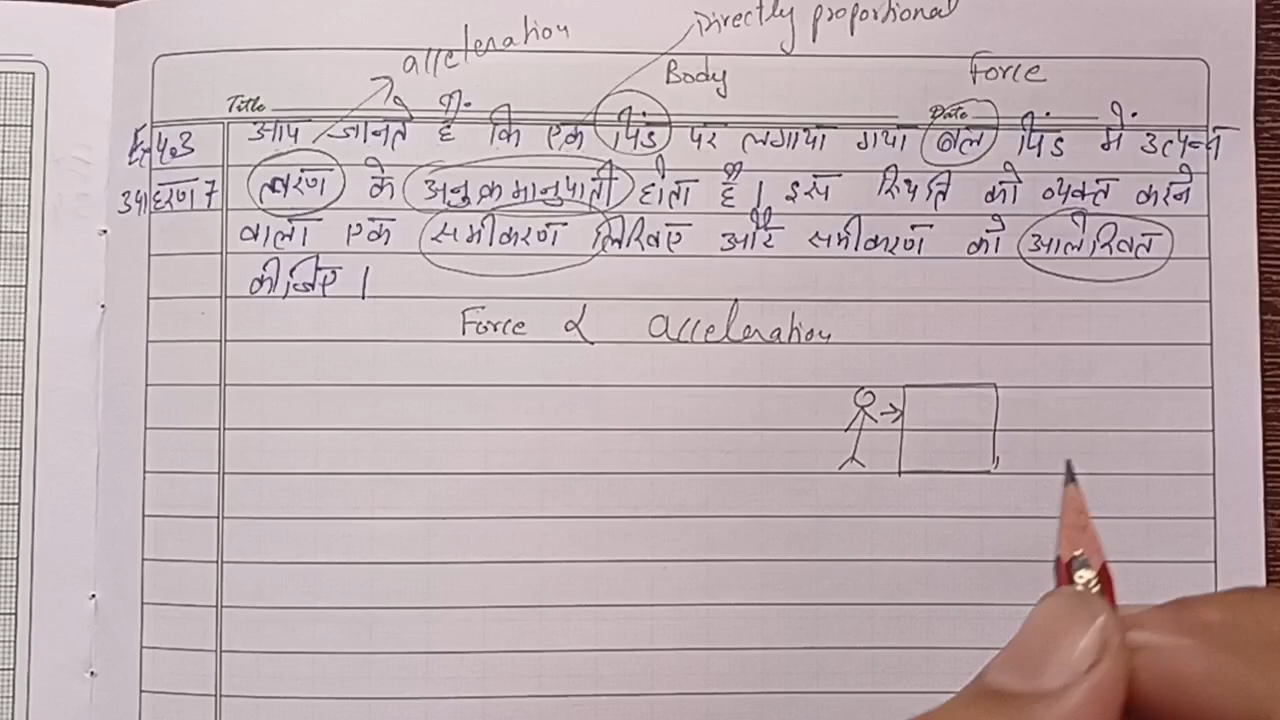 Directly proportional
acceleration
Body Force
Title Date
Ex 4.3 आप जानते हैं कि एक पिंड पर लगाया गया बल पिंड में उत्पन्न
उदाहरण 7 त्वरण के अनुक्रमानुपाती होता है। इस स्थिति को व्यक्त करने
वाला एक समीकरण लिखिए और समीकरण को आलेखित
कीजिए।
Force ∝ acceleration